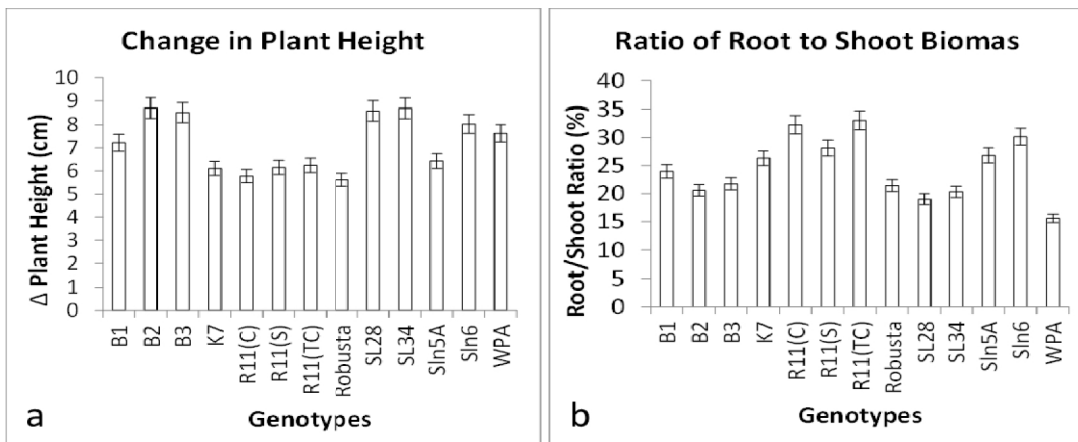 Change in Plant Height
Δ Plant Height (cm)
10
9
8
7
6
5
4
3
2
1
0
B1
B2
B3
K7
R11(C)
R11(S)
R11(TC)
Robusta
SL28
SL34
Sln5A
Sln6
WPA
a
Genotypes
Ratio of Root to Shoot Biomas
Root/Shoot Ratio (%)
40
35
30
25
20
15
10
5
0
B1
B2
B3
K7
R11(C)
R11(S)
R11(TC)
Robusta
SL28
SL34
Sln5A
Sln6
WPA
b
Genotypes